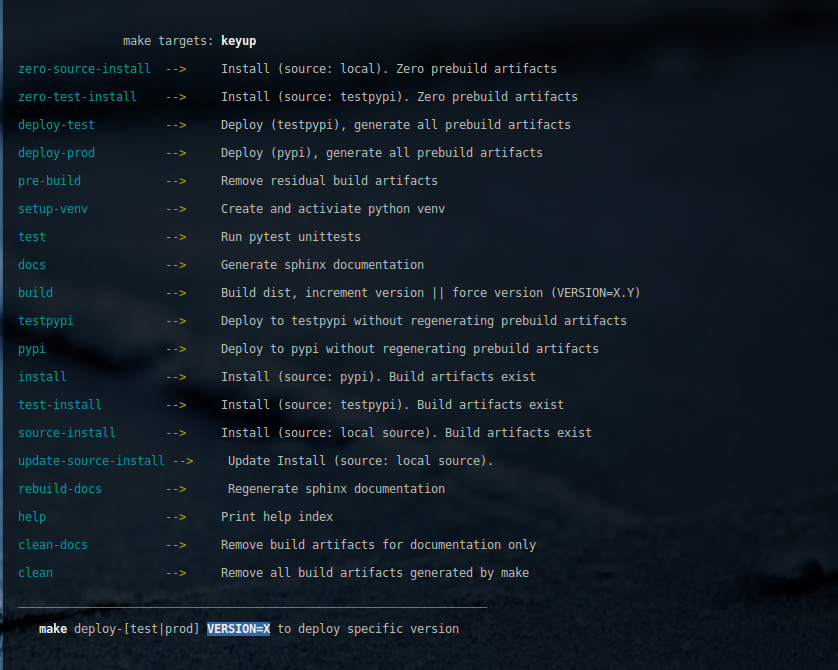 make targets: keyup
zero-source-install --> Install (source: local). Zero prebuild artifacts
zero-test-install --> Install (source: testpypi). Zero prebuild artifacts
deploy-test --> Deploy (testpypi), generate all prebuild artifacts
deploy-prod --> Deploy (pypi), generate all prebuild artifacts
pre-build --> Remove residual build artifacts
setup-venv --> Create and activiate python venv
test --> Run pytest unittests
docs --> Generate sphinx documentation
build --> Build dist, increment version || force version (VERSION=X.Y)
testpypi --> Deploy to testpypi without regenerating prebuild artifacts
pypi --> Deploy to pypi without regenerating prebuild artifacts
install --> Install (source: pypi). Build artifacts exist
test-install --> Install (source: testpypi). Build artifacts exist
source-install --> Install (source: local source). Build artifacts exist
update-source-install --> Update Install (source: local source).
rebuild-docs --> Regenerate sphinx documentation
help --> Print help index
clean-docs --> Remove build artifacts for documentation only
clean --> Remove all build artifacts generated by make
make deploy-[test|prod] VERSION=X to deploy specific version